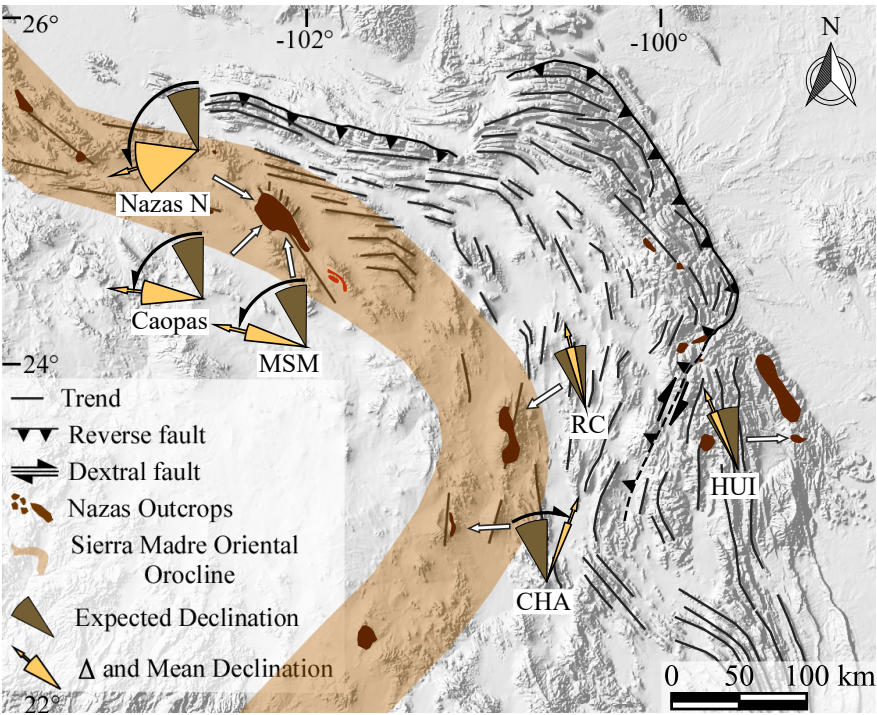 26°
-102°
-100°
N
Nazas N
Caopas
MSM
24°
RC
HUI
CHA
Trend
Reverse fault
Dextral fault
Nazas Outcrops
Sierra Madre Oriental
Orocline
Expected Declination
Δ and Mean Declination
22°
0 50 100 km